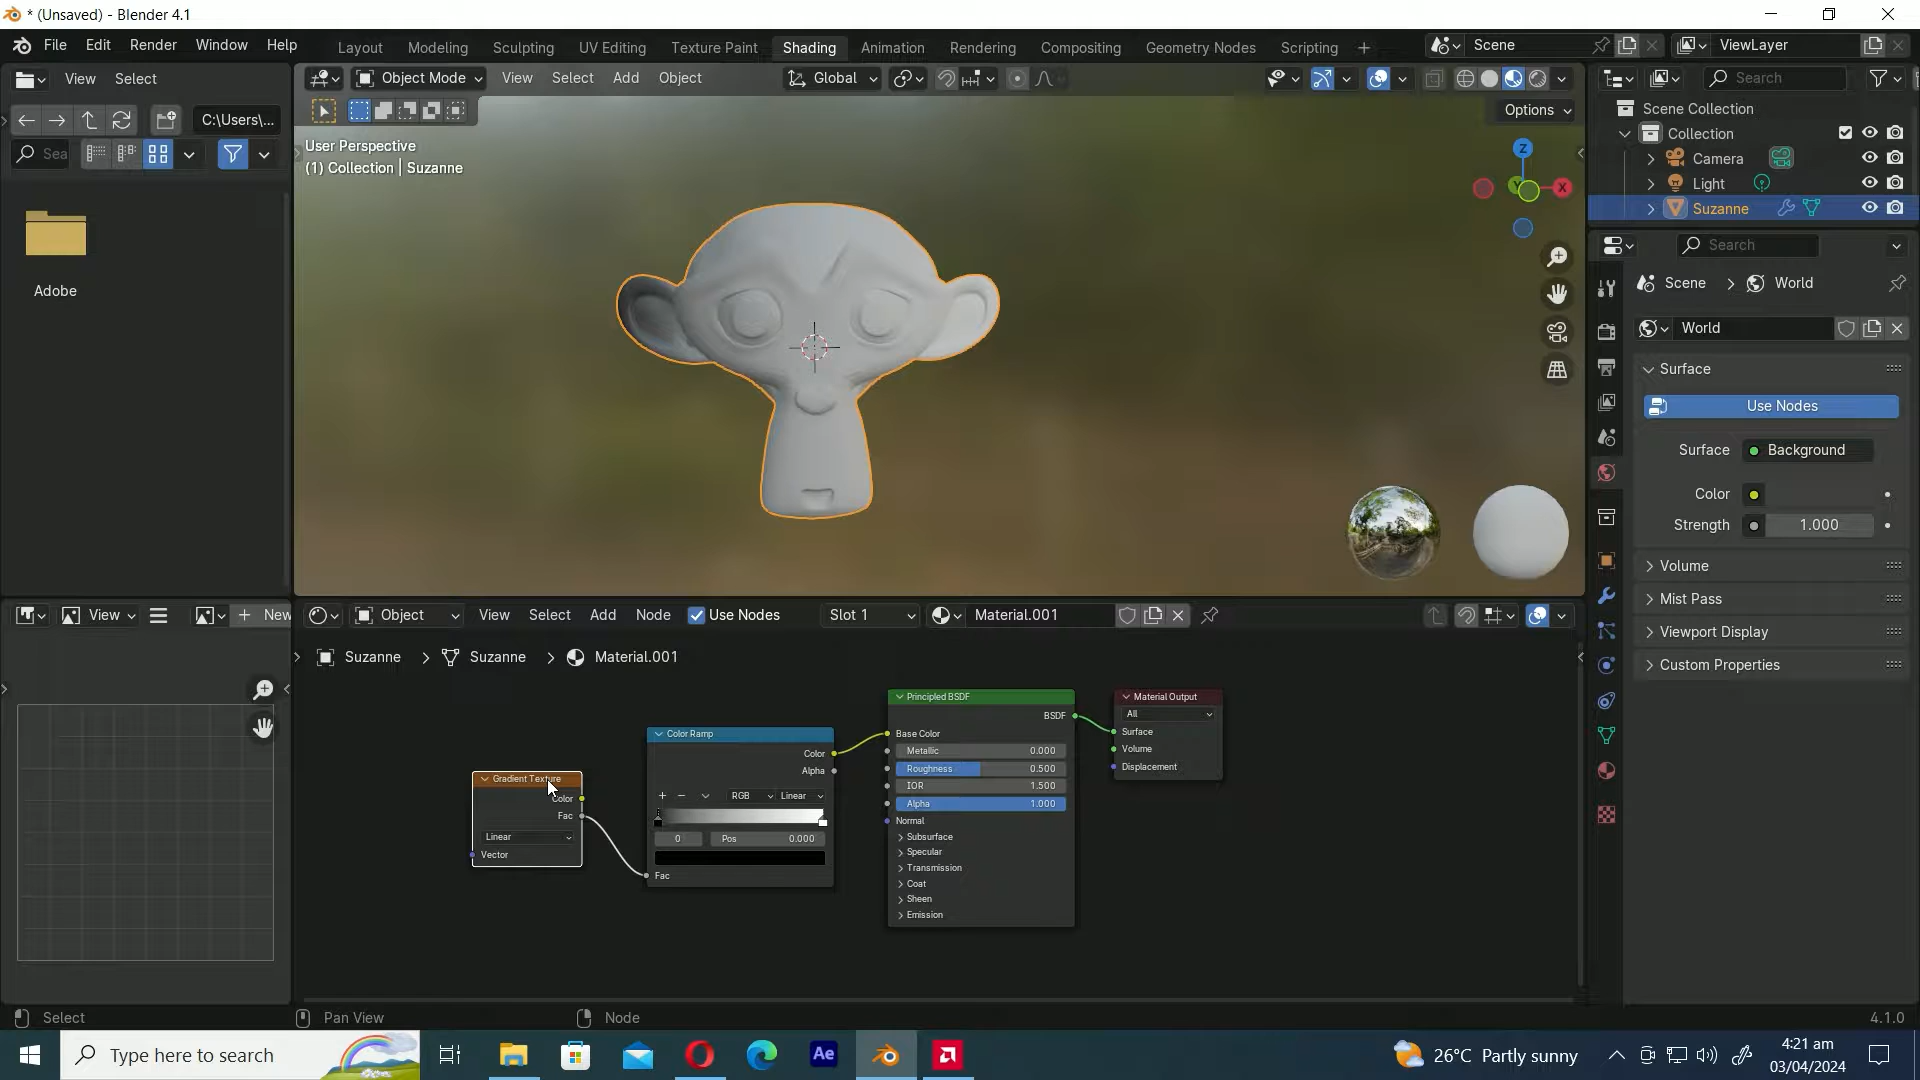 * (Unsaved) - Blender 4.1
File Edit Render Window Help
Layout Modeling Sculpting UV Editing Texture Paint Shading Animation Rendering Compositing Geometry Nodes Scripting
Scene
ViewLayer
View Select
Object Mode View Select Add Object
Global
Search
C:\Users\...
Options
Sea
Adobe
User Perspective
(1) Collection | Suzanne
Z
Y
X
Scene Collection
Collection
Camera
Light
Suzanne
Search
Scene > World
World
Surface
Use Nodes
Surface Background
Color
Strength 1.000
Volume
Mist Pass
Viewport Display
Custom Properties
View
New
Object View Select Add Node Use Nodes Slot 1 Material.001
Suzanne > Suzanne > Material.001
Gradient Texture
Color
Fac
Linear
Vector
Color Ramp
Color
Alpha
RGB Linear
0 Pos 0.000
Fac
Principled BSDF
BSDF
Base Color
Metallic 0.000
Roughness 0.500
IOR 1.500
Alpha 1.000
Normal
Subsurface
Specular
Transmission
Coat
Sheen
Emission
Material Output
All
Surface
Volume
Displacement
Select Pan View Node 4.1.0
Type here to search
Ae
26°C Partly sunny
4:21 am
03/04/2024